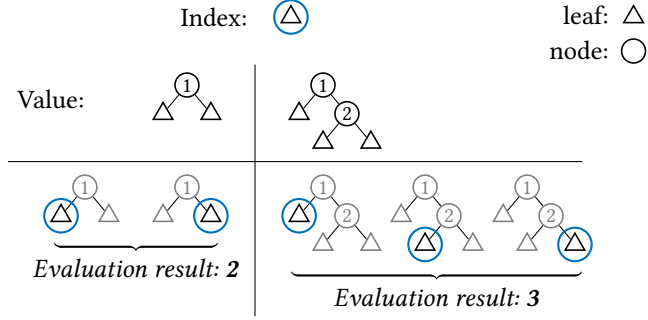 Index:
leaf:
node:
Value:
1
1
2
1
1
1
2
1
2
1
2
Evaluation result: 2
Evaluation result: 3